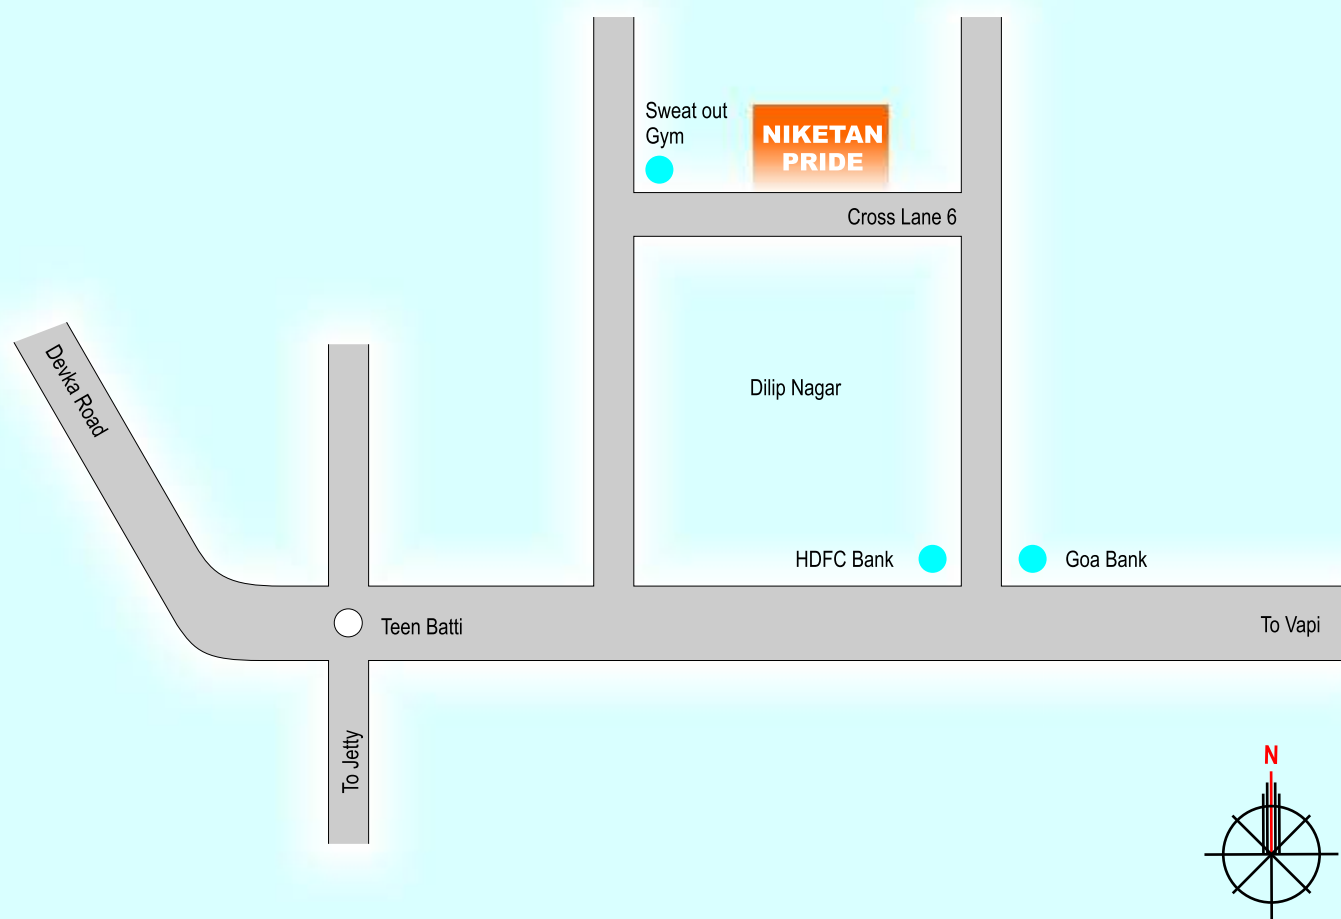 Sweat out
Gym
NIKETAN
PRIDE
Cross Lane 6
Devka Road
Dilip Nagar
HDFC Bank
Goa Bank
Teen Batti
To Vapi
To Jetty
N